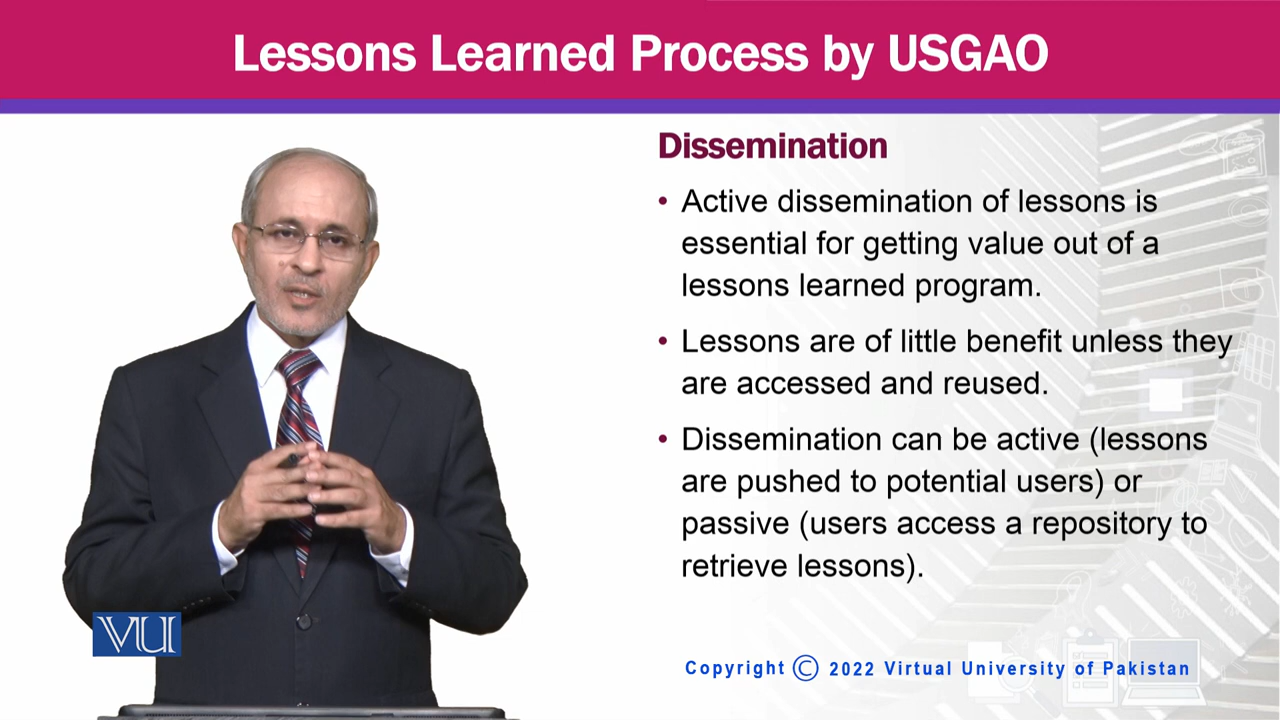 Lessons Learned Process by USGAO
Dissemination
• Active dissemination of lessons is
essential for getting value out of a
lessons learned program.
• Lessons are of little benefit unless they
are accessed and reused.
• Dissemination can be active (lessons
are pushed to potential users) or
passive (users access a repository to
retrieve lessons).
VU
Copyright © 2022 Virtual University of Pakistan